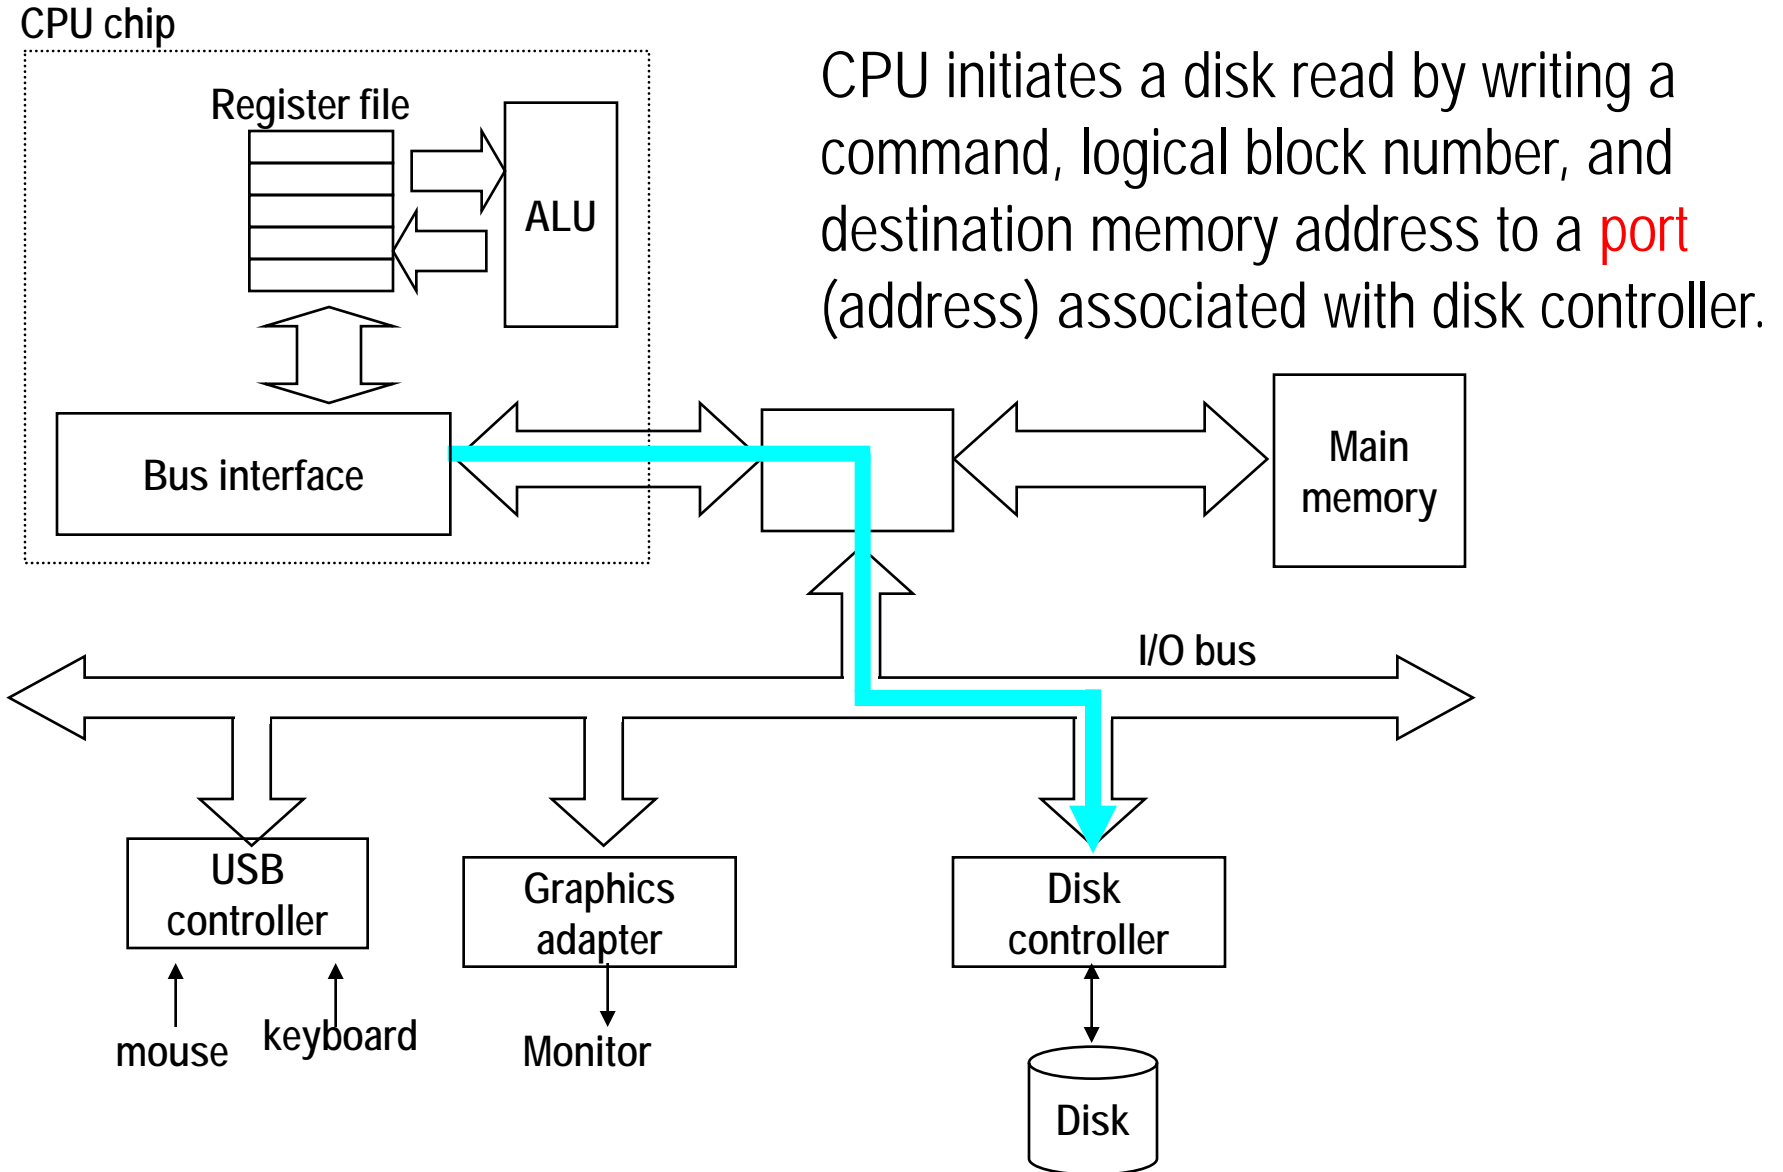 CPU chip
CPU initiates a disk read by writing a
command, logical block number, and
destination memory address to a port
(address) associated with disk controller.
Register file
ALU
Bus interface
Main
memory
I/O bus
USB
controller
Graphics
adapter
Disk
controller
mouse
keyboard
Monitor
Disk